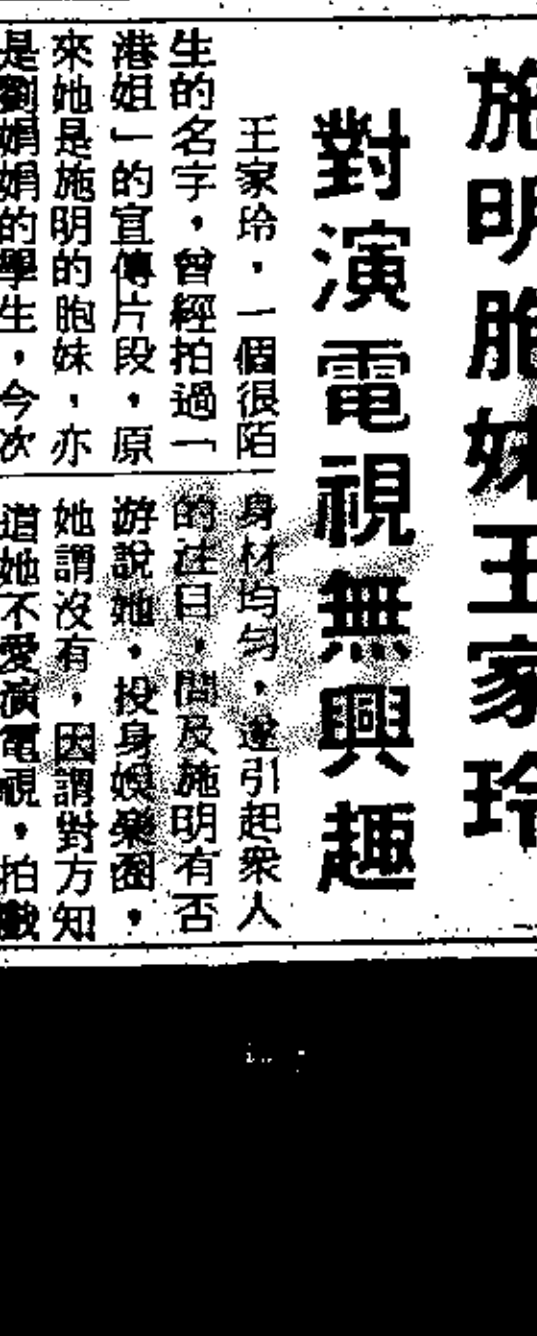 施明胞妹王家玲
對演電視無興趣
王家玲，一個很陌
生的名字，曾經拍過「
港姐」的宣傳片段，原
來她是施明的胞妹，亦
是劉娟娟的學生，今次
身材均勻，遂引起衆人
的注目，問及施明有否
游說她，投身娛樂圈，
她謂沒有，因謂對方知
道她不愛演電視，拍戲